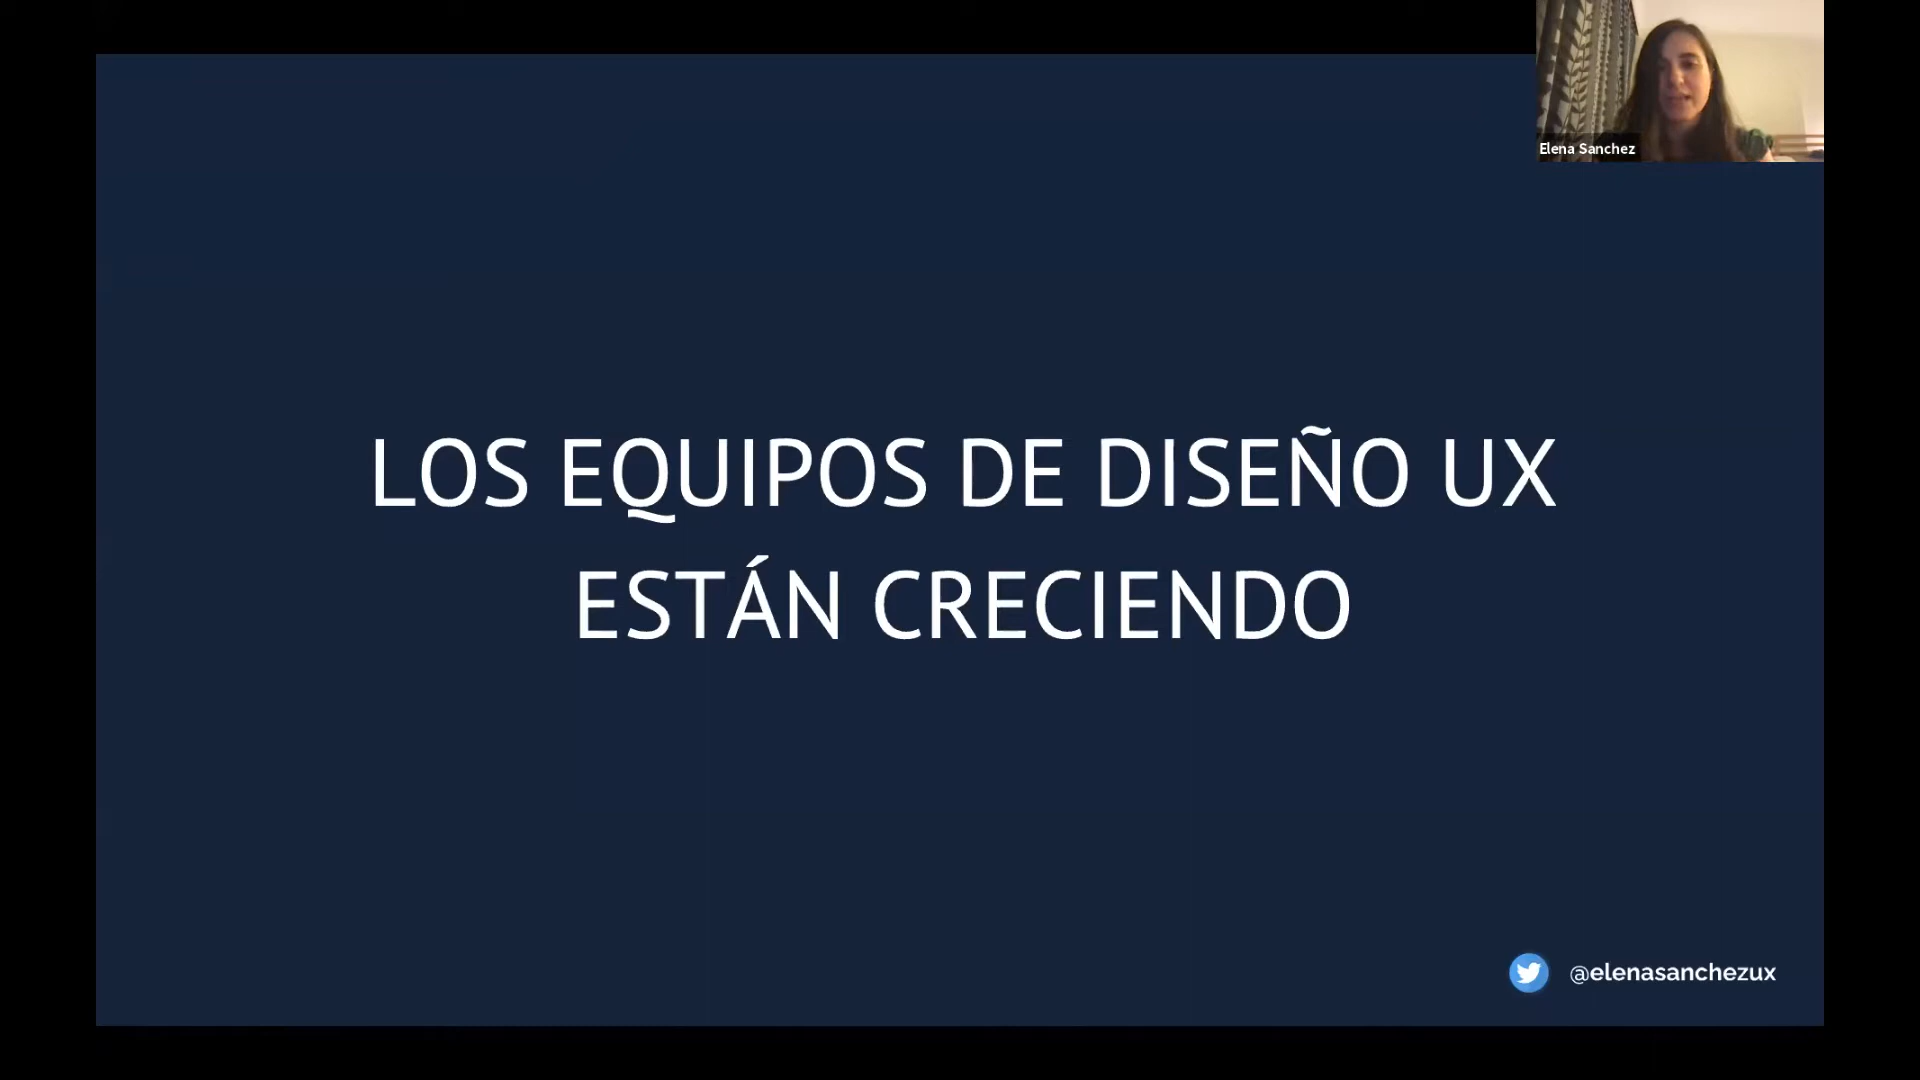 Elena Sanchez
LOS EQUIPOS DE DISEÑO UX
ESTÁN CRECIENDO
@elenasanchezux